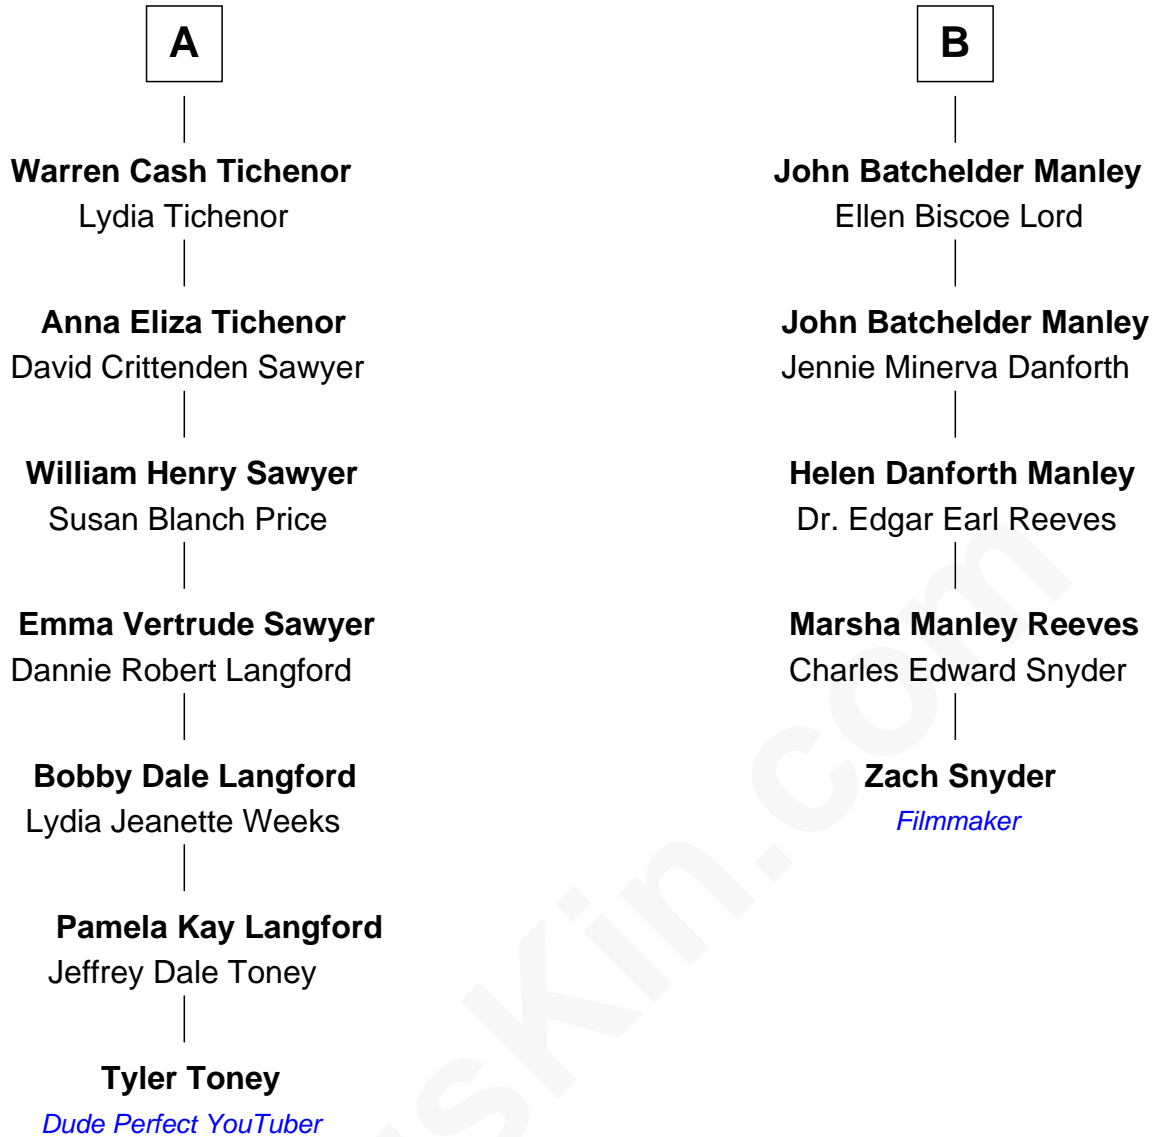 A
Warren Cash Tichenor
Lydia Tichenor
Anna Eliza Tichenor
David Crittenden Sawyer
William Henry Sawyer
Susan Blanch Price
Emma Vertrude Sawyer
Dannie Robert Langford
Bobby Dale Langford
Lydia Jeanette Weeks
Pamela Kay Langford
Jeffrey Dale Toney
Tyler Toney
Dude Perfect YouTuber
B
John Batchelder Manley
Ellen Biscoe Lord
John Batchelder Manley
Jennie Minerva Danforth
Helen Danforth Manley
Dr. Edgar Earl Reeves
Marsha Manley Reeves
Charles Edward Snyder
Zach Snyder
Filmmaker
sKin.com